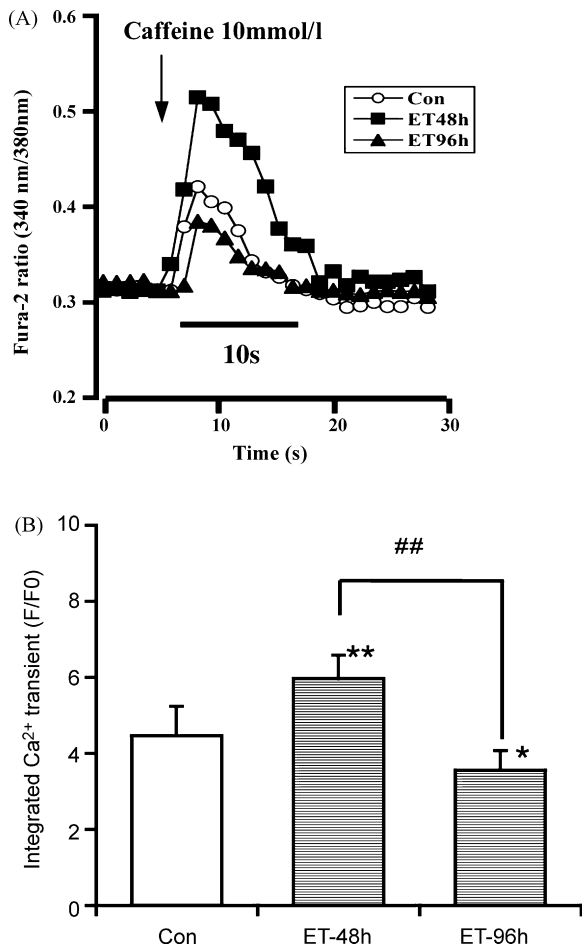 (A)
0.6
Caffeine 10mmol/l
Con
ET48h
ET96h
0.5
0.4
0.3
0.2
Fura-2 ratio (340 nm/380nm)
10s
0
10
20
30
Time (s)
(B)
10
8
6
4
2
0
Integrated Ca²⁺ transient (F/F0)
##
**
*
Con
ET-48h
ET-96h